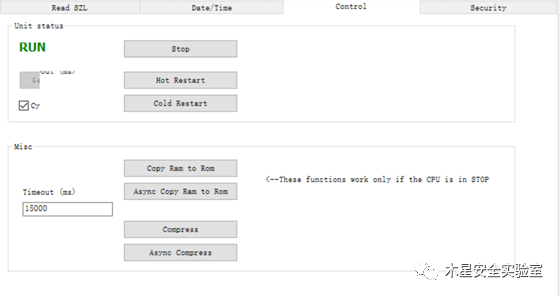 Read SZL
Date/Time
Control
Security
Unit status
RUN
Stop
(ms)
Hot Restart
Cy
Cold Restart
Misc
Copy Ram to Rom
<--These functions work only if the CPU is in STOP
Async Copy Ram to Rom
Timeout (ms)
15000
Compress
Async Compress
木星安全实验室